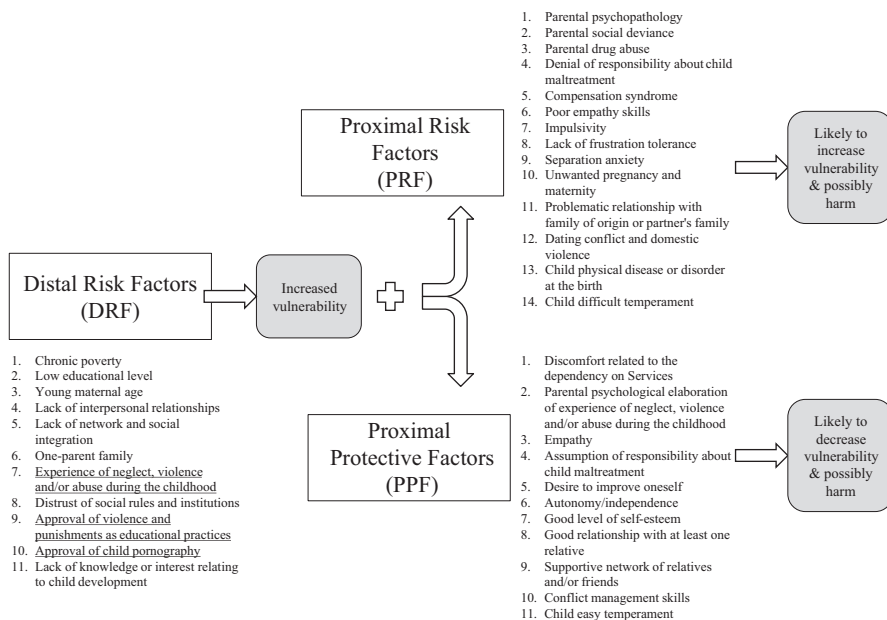 1. Parental psychopathology
2. Parental social deviance
3. Parental drug abuse
4. Denial of responsibility about child
maltreatment
5. Compensation syndrome
6. Poor empathy skills
7. Impulsivity
8. Lack of frustration tolerance
9. Separation anxiety
10. Unwanted pregnancy and
maternity
11. Problematic relationship with
family of origin or partner's family
12. Dating conflict and domestic
violence
13. Child physical disease or disorder
at the birth
14. Child difficult temperament
Proximal Risk
Factors
(PRF)
Likely to
increase
vulnerability
& possibly
harm
Distal Risk Factors
(DRF)
Increased
vulnerability
1. Chronic poverty
2. Low educational level
3. Young maternal age
4. Lack of interpersonal relationships
5. Lack of network and social
integration
6. One-parent family
7. Experience of neglect, violence
and/or abuse during the childhood
8. Distrust of social rules and institutions
9. Approval of violence and
punishments as educational practices
10. Approval of child pornography
11. Lack of knowledge or interest relating
to child development
Proximal
Protective Factors
(PPF)
1. Discomfort related to the
dependency on Services
2. Parental psychological elaboration
of experience of neglect, violence
and/or abuse during the childhood
3. Empathy
4. Assumption of responsibility about
child maltreatment
5. Desire to improve oneself
6. Autonomy/independence
7. Good level of self-esteem
8. Good relationship with at least one
relative
9. Supportive network of relatives
and/or friends
10. Conflict management skills
11. Child easy temperament
Likely to
decrease
vulnerability
& possibly
harm